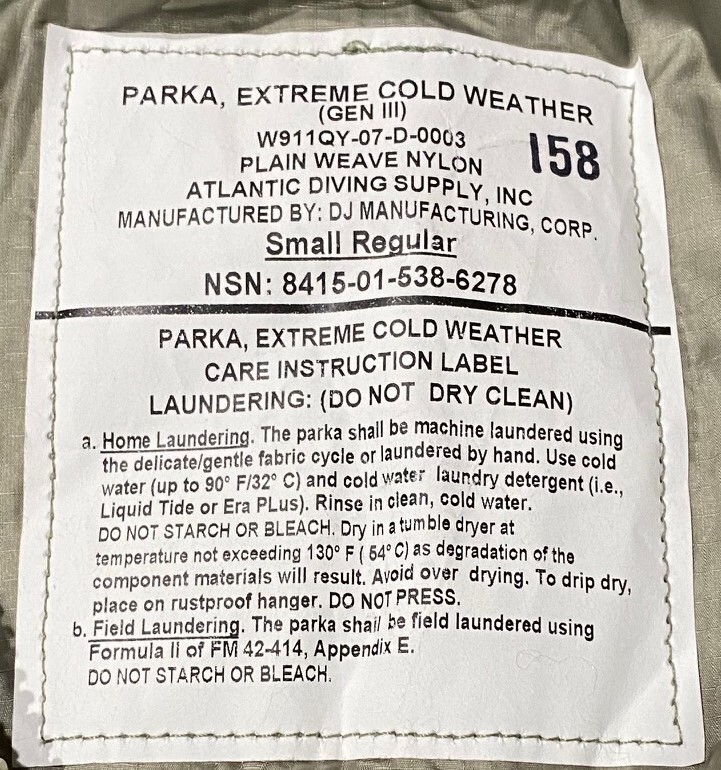 PARKA, EXTREME COLD WEATHER
(GEN III)
W911QY-07-D-0003
158
PLAIN WEAVE NYLON
ATLANTIC DIVING SUPPLY, INC
MANUFACTURED BY: DJ MANUFACTURING, CORP.
Small Regular
NSN: 8415-01-538-6278
PARKA, EXTREME COLD WEATHER
CARE INSTRUCTION LABEL
LAUNDERING: (DO NOT DRY CLEAN)
a. Home Laundering. The parka shall be machine laundered using
the delicate/gentle fabric cycle or laundered by hand. Use cold
water (up to 90° F/32° C) and cold water laundry detergent (i.e.,
Liquid Tide or Era PLus). Rinse in clean, cold water.
DO NOT STARCH OR BLEACH. Dry in a tumble dryer at
temperature not exceeding 130° F ( 54° C) as degradation of the
component materials will result. Avoid over drying. To drip dry,
place on rustproof hanger. DO NOT PRESS.
b. Field Laundering. The parka shall be field laundered using
Formula II of FM 42-414, Appendix E.
DO NOT STARCH OR BLEACH.